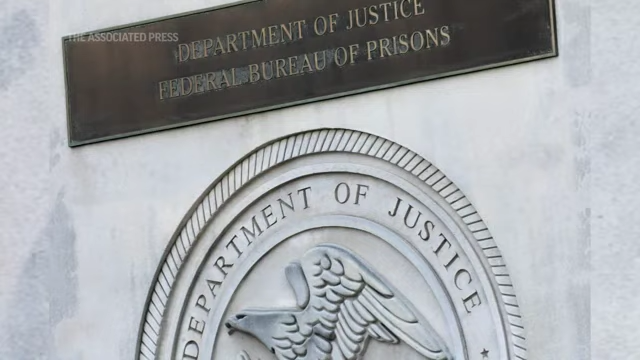 THE ASSOCIATED PRESS
DEPARTMENT OF JUSTICE
FEDERAL BUREAU OF PRISONS
DEPARTMENT OF JUSTICE